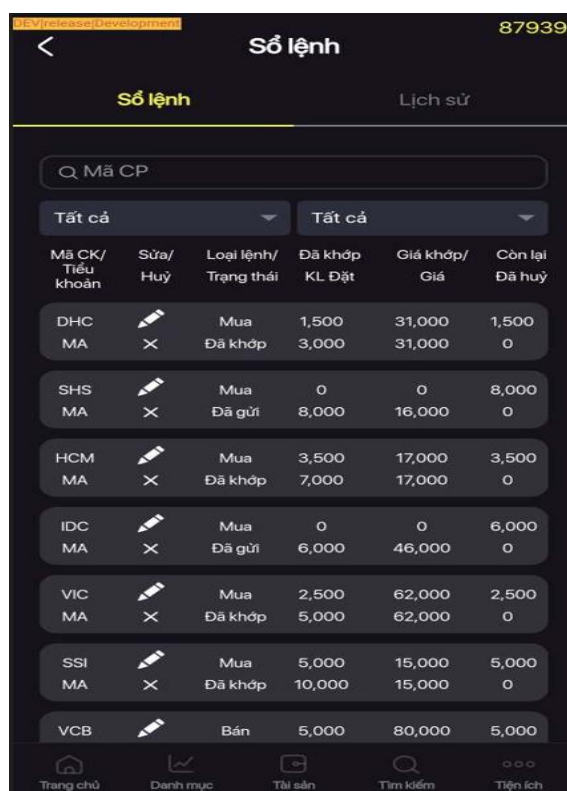 DEV|release|Development
87939
Sổ lệnh
Sổ lệnh Lịch sử
Mã CP
Tất cả Tất cả
Mã CK/ Sửa/ Loại lệnh/ Đã khớp Giá khớp/ Còn lại
Tiểu Huỷ Trạng thái KL Đặt Giá Đã huỷ
khoản
DHC Mua 1,500 31,000 1,500
MA Đã khớp 3,000 31,000 0
SHS Mua 0 0 8,000
MA Đã gửi 8,000 16,000 0
HCM Mua 3,500 17,000 3,500
MA Đã khớp 7,000 17,000 0
IDC Mua 0 0 6,000
MA Đã gửi 6,000 46,000 0
VIC Mua 2,500 62,000 2,500
MA Đã khớp 5,000 62,000 0
SSI Mua 5,000 15,000 5,000
MA Đã khớp 10,000 15,000 0
VCB Bán 5,000 80,000 5,000
Trang chủ Danh mục Tài sản Tìm kiếm Tiện ích